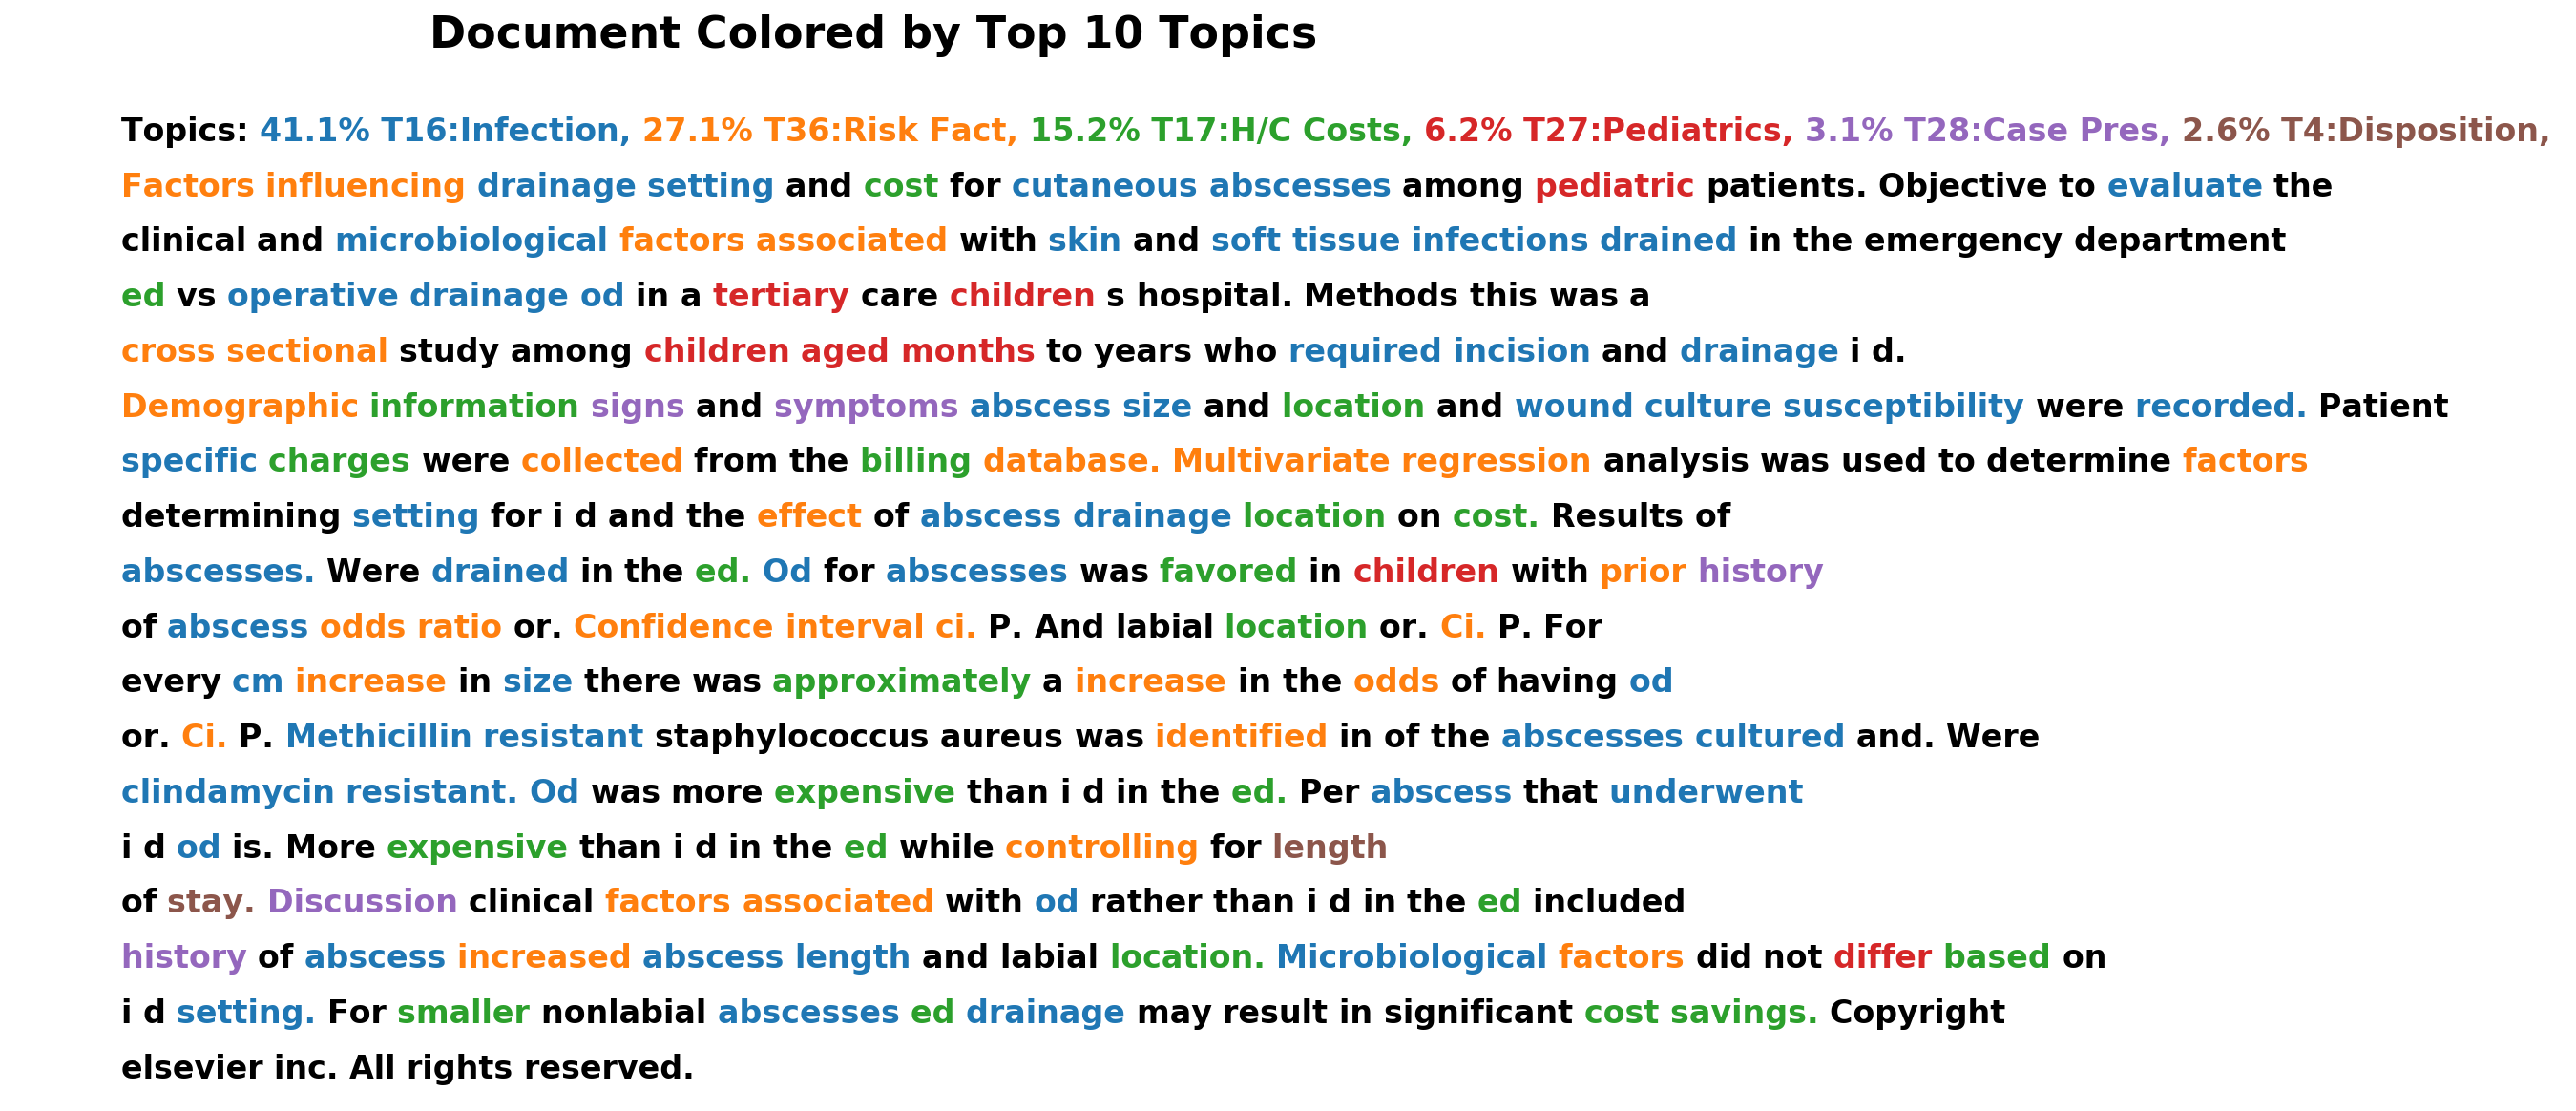 Document Colored by Top 10 Topics
Topics: 41.1% T16:Infection, 27.1% T36:Risk Fact, 15.2% T17:H/C Costs, 6.2% T27:Pediatrics, 3.1% T28:Case Pres, 2.6% T4:Disposition,
Factors influencing drainage setting and cost for cutaneous abscesses among pediatric patients. Objective to evaluate the
clinical and microbiological factors associated with skin and soft tissue infections drained in the emergency department
ed vs operative drainage od in a tertiary care children s hospital. Methods this was a
cross sectional study among children aged months to years who required incision and drainage i d.
Demographic information signs and symptoms abscess size and location and wound culture susceptibility were recorded. Patient
specific charges were collected from the billing database. Multivariate regression analysis was used to determine factors
determining setting for i d and the effect of abscess drainage location on cost. Results of
abscesses. Were drained in the ed. Od for abscesses was favored in children with prior history
of abscess odds ratio or. Confidence interval ci. P. And labial location or. Ci. P. For
every cm increase in size there was approximately a increase in the odds of having od
or. Ci. P. Methicillin resistant staphylococcus aureus was identified in of the abscesses cultured and. Were
clindamycin resistant. Od was more expensive than i d in the ed. Per abscess that underwent
i d od is. More expensive than i d in the ed while controlling for length
of stay. Discussion clinical factors associated with od rather than i d in the ed included
history of abscess increased abscess length and labial location. Microbiological factors did not differ based on
i d setting. For smaller nonlabial abscesses ed drainage may result in significant cost savings. Copyright
elsevier inc. All rights reserved.